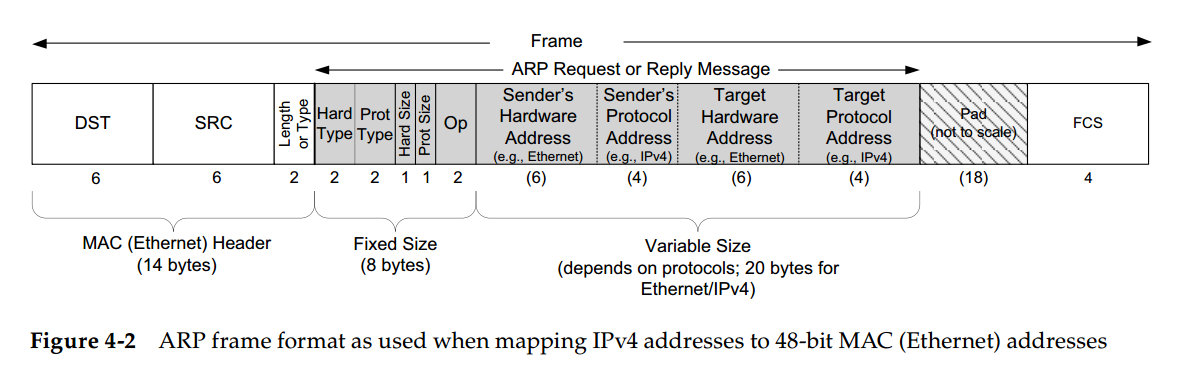 Frame
ARP Request or Reply Message
DST
SRC
Length
or Type
Hard
Type
Prot
Type
Hard Size
Prot Size
Op
Sender’s
Hardware
Address
(e.g., Ethernet)
Sender’s
Protocol
Address
(e.g., IPv4)
Target
Hardware
Address
(e.g., Ethernet)
Target
Protocol
Address
(e.g., IPv4)
Pad
(not to scale)
FCS
6 6 2 2 2 1 1 2 (6) (4) (6) (4) (18) 4
MAC (Ethernet) Header
(14 bytes)
Fixed Size
(8 bytes)
Variable Size
(depends on protocols; 20 bytes for
Ethernet/IPv4)
Figure 4-2 ARP frame format as used when mapping IPv4 addresses to 48-bit MAC (Ethernet) addresses